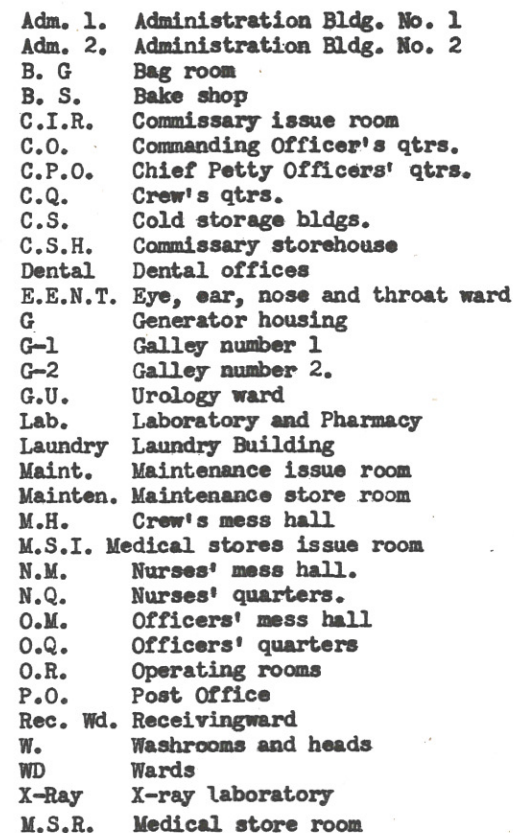 Adm. 1. Administration Bldg. No. 1
Adm. 2. Administration Bldg. No. 2
B. G Bag room
B. S. Bake shop
C.I.R. Commissary issue room
C.O. Commanding Officer's qtrs.
C.P.O. Chief Petty Officers' qtrs.
C.Q. Crew's qtrs.
C.S. Cold storage bldgs.
C.S.H. Commissary storehouse
Dental Dental offices
E.E.N.T. Eye, ear, nose and throat ward
G Generator housing
G-1 Galley number 1
G-2 Galley number 2.
G.U. Urology ward
Lab. Laboratory and Pharmacy
Laundry Laundry Building
Maint. Maintenance issue room
Mainten. Maintenance store room
M.H. Crew's mess hall
M.S.I. Medical stores issue room
N.M. Nurses' mess hall.
N.Q. Nurses' quarters.
O.M. Officers' mess hall
O.Q. Officers' quarters
O.R. Operating rooms
P.O. Post Office
Rec. Wd. Receivingward
W. Washrooms and heads
WD Wards
X-Ray X-ray laboratory
M.S.R. Medical store room